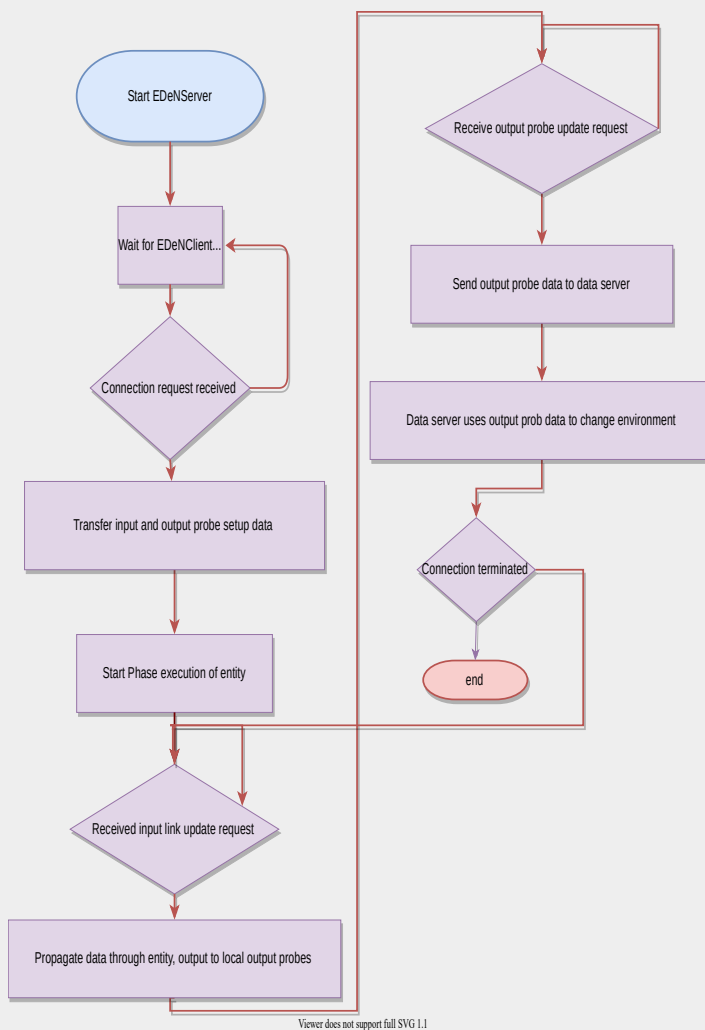 Start EDeNServer
Wait for EDeNClient...
Connection request received
Transfer input and output probe setup data
Start Phase execution of entity
Received input link update request
Propagate data through entity, output to local output probes
Receive output probe update request
Send output probe data to data server
Data server uses output prob data to change environment
Connection terminated
end
Viewer does not support full SVG 1.1